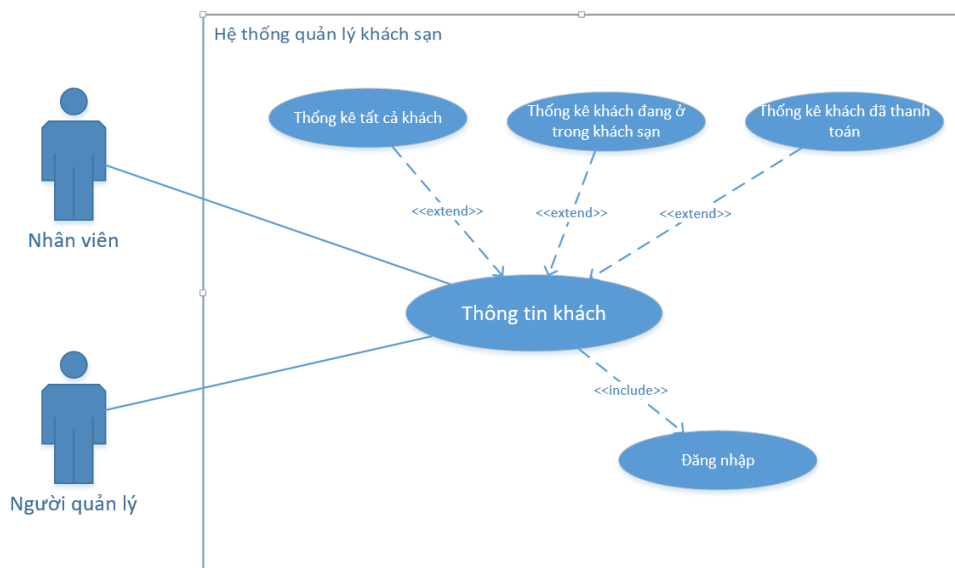 Hệ thống quản lý khách sạn
Thống kê tất cả khách
Thống kê khách đang ở
trong khách sạn
Thống kê khách đã thanh
toán
<<extend>>
<<extend>>
<<extend>>
Nhân viên
Thông tin khách
<<include>>
Đăng nhập
Người quản lý